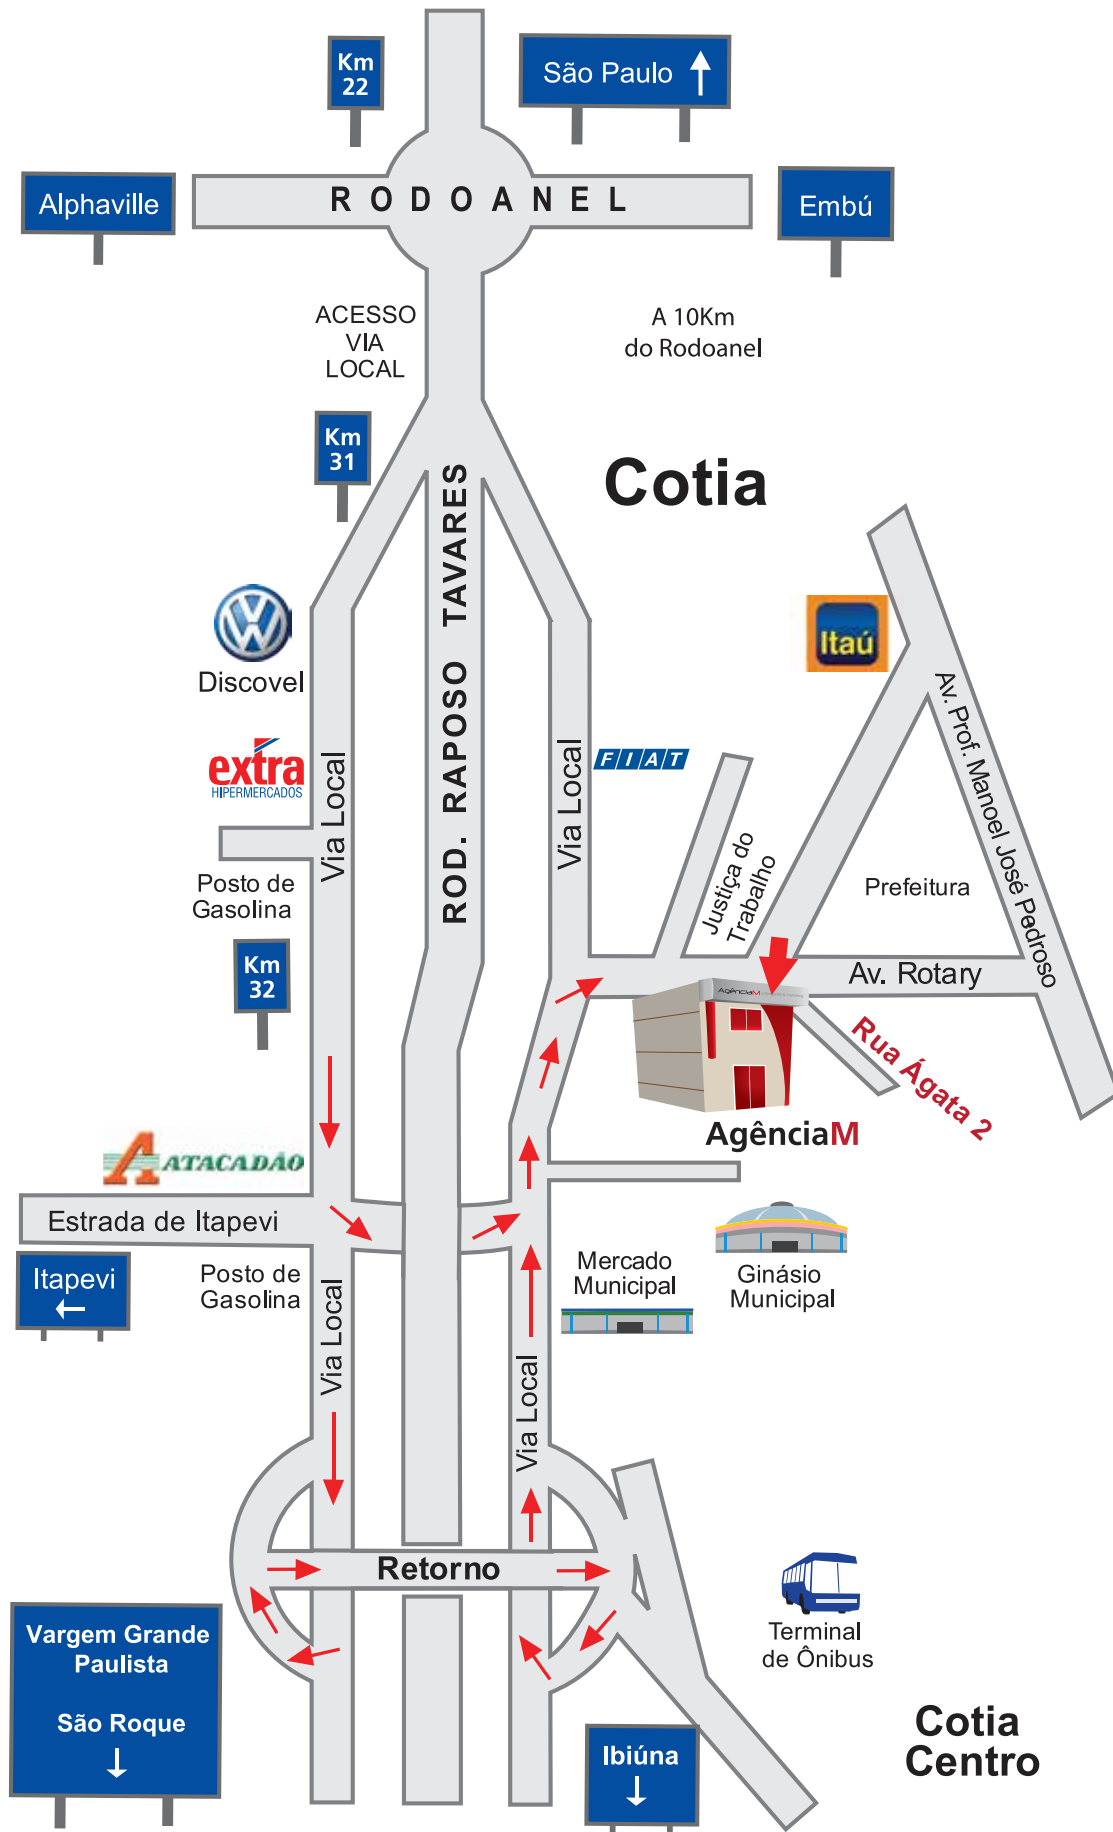 Km
22
São Paulo
Alphaville
RODOANEL
Embú
ACESSO
VIA
LOCAL
A 10Km
do Rodoanel
Km
31
Cotia
ROD. RAPOSO TAVARES
Discovel
Itaú
extra
HIPERMERCADOS
Via Local
Via Local
FIAT
Av. Prof. Manoel José Pedroso
Justiça do
Trabalho
Prefeitura
Posto de
Gasolina
Km
32
Av. Rotary
AgênciaM
Rua Ágata 2
AgênciaM
ATACADÃO
Estrada de Itapevi
Itapevi
Posto de
Gasolina
Mercado
Municipal
Ginásio
Municipal
Via Local
Via Local
Retorno
Terminal
de Ônibus
Vargem Grande
Paulista
São Roque
Ibiúna
Cotia
Centro